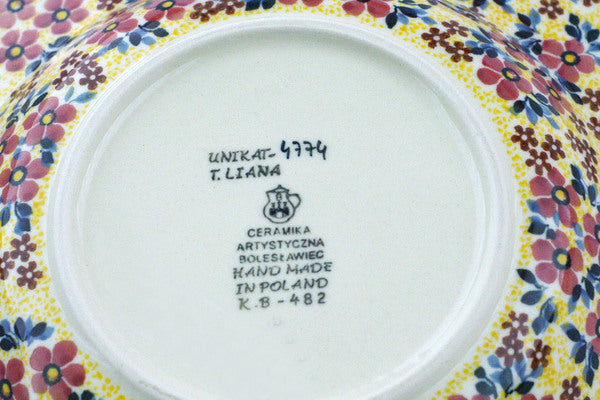 UNIKAT-4774
T. LIANA
CERAMIKA
ARTYSTYCZNA
BOLESŁAWIEC
HAND MADE
IN POLAND
K.B - 482